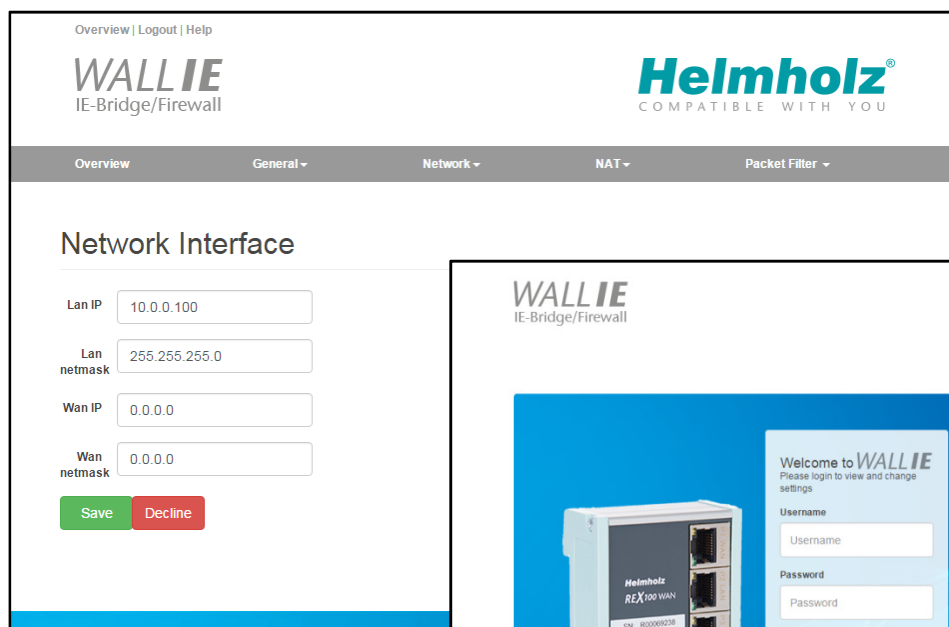 Overview | Logout | Help
WALL IE
IE-Bridge/Firewall
Helmholz®
COMPATIBLE WITH YOU
Overview General Network NAT Packet Filter
Network Interface
Lan IP 10.0.0.100
Lan netmask 255.255.255.0
Wan IP 0.0.0.0
Wan netmask 0.0.0.0
Save Decline
WALL IE
IE-Bridge/Firewall
Welcome to WALL IE
Please login to view and change
settings
Username
Username
Password
Password
Helmholz
REX100 WAN
SN R00069238